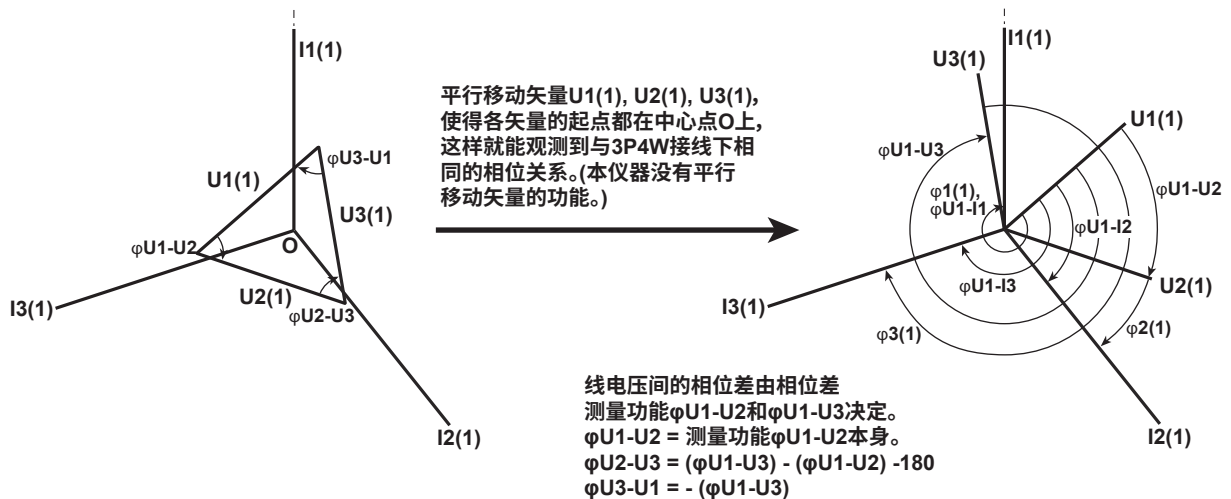 I1(1)
φU3-U1
U1(1)
U3(1)
φU1-U2
O
U2(1)
φU2-U3
I3(1)
I2(1)
平行移动矢量U1(1), U2(1), U3(1),
使得各矢量的起点都在中心点O上,
这样就能观测到与3P4W接线下相
同的相位关系。(本仪器没有平行
移动矢量的功能。)
I1(1)
U3(1)
U1(1)
φU1-U3
φU1-U2
φ1(1),
φU1-I1
φU1-I2
φU1-I3
U2(1)
I3(1)
φ3(1)
φ2(1)
I2(1)
线电压间的相位差由相位差
测量功能φU1-U2和φU1-U3决定。
φU1-U2 = 测量功能φU1-U2本身。
φU2-U3 = (φU1-U3) - (φU1-U2) -180
φU3-U1 = - (φU1-U3)